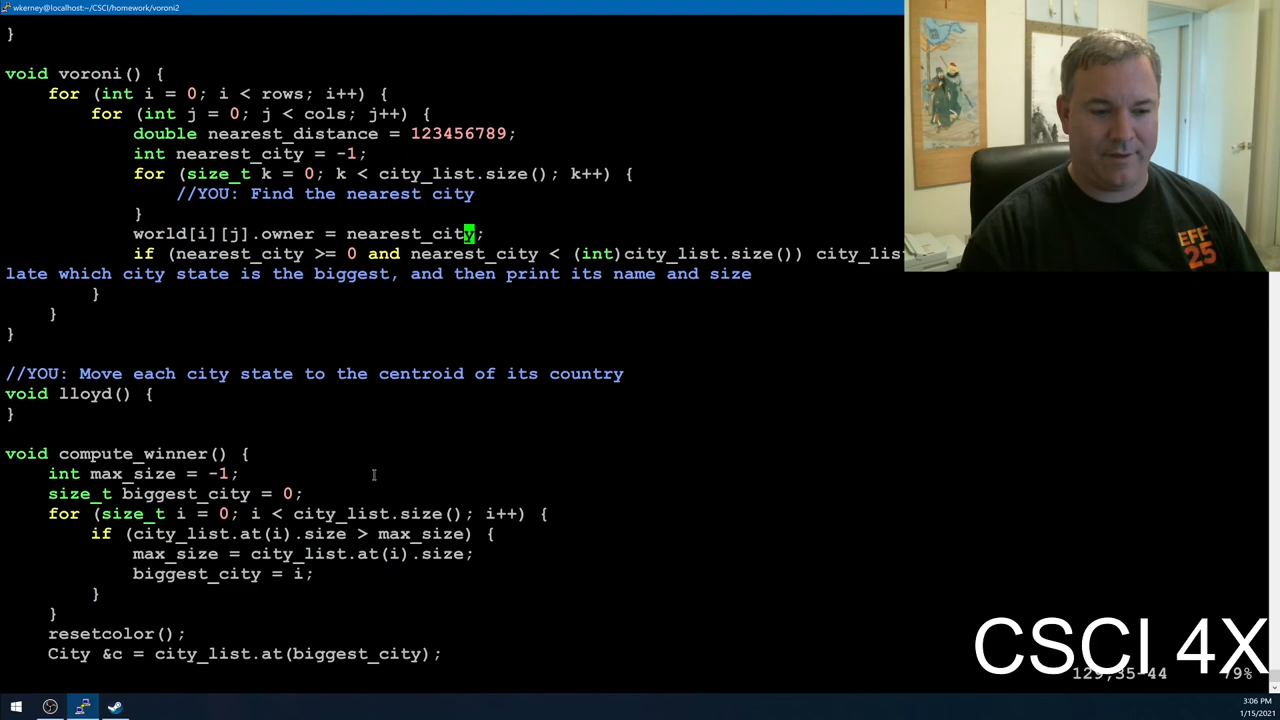 wkerney@localhost:~/CSCI/homework/voroni2
}
void voroni() {
for (int i = 0; i < rows; i++) {
for (int j = 0; j < cols; j++) {
double nearest_distance = 123456789;
int nearest_city = -1;
for (size_t k = 0; k < city_list.size(); k++) {
//YOU: Find the nearest city
}
world[i][j].owner = nearest_city;
if (nearest_city >= 0 and nearest_city < (int)city_list.size()) city_lis
late which city state is the biggest, and then print its name and size
}
}
}
//YOU: Move each city state to the centroid of its country
void lloyd() {
}
void compute_winner() {
int max_size = -1;
size_t biggest_city = 0;
for (size_t i = 0; i < city_list.size(); i++) {
if (city_list.at(i).size > max_size) {
max_size = city_list.at(i).size;
biggest_city = i;
}
}
resetcolor();
City &c = city_list.at(biggest_city);
EFF
25
CSCI 4X
129,35-44 79%
3:06 PM
1/15/2021